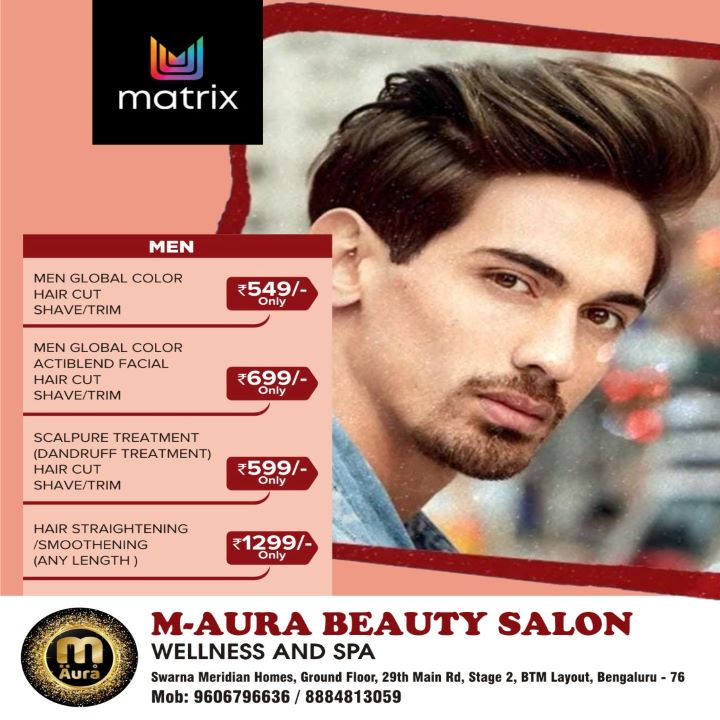 matrix
MEN
MEN GLOBAL COLOR
HAIR CUT
SHAVE/TRIM
₹549/-
Only
MEN GLOBAL COLOR
ACTIBLEND FACIAL
HAIR CUT
SHAVE/TRIM
₹699/-
Only
SCALPURE TREATMENT
(DANDRUFF TREATMENT)
HAIR CUT
SHAVE/TRIM
₹599/-
Only
HAIR STRAIGHTENING
/SMOOTHENING
(ANY LENGTH )
₹1299/-
Only
m
Aura
M-AURA BEAUTY SALON
WELLNESS AND SPA
Swarna Meridian Homes, Ground Floor, 29th Main Rd, Stage 2, BTM Layout, Bengaluru - 76
Mob: 9606796636 / 8884813059